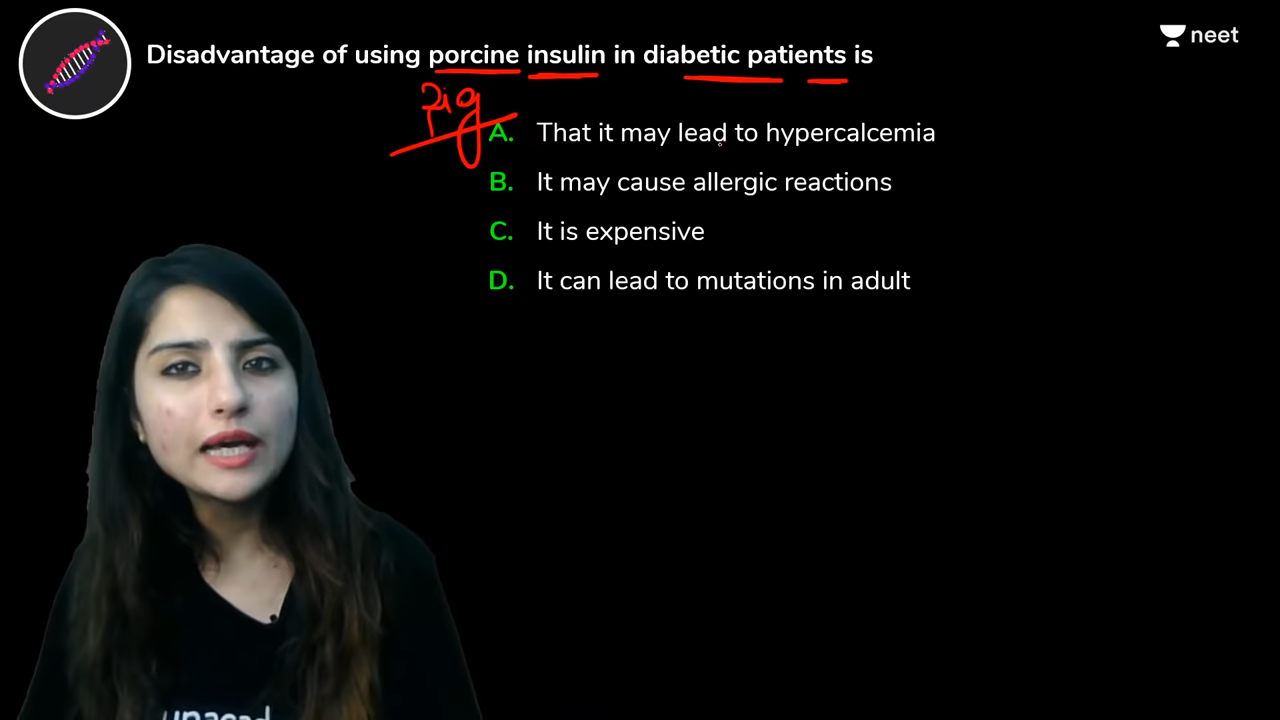 Disadvantage of using porcine insulin in diabetic patients is
neet
pig
A. That it may lead to hypercalcemia
B. It may cause allergic reactions
C. It is expensive
D. It can lead to mutations in adult
unacad